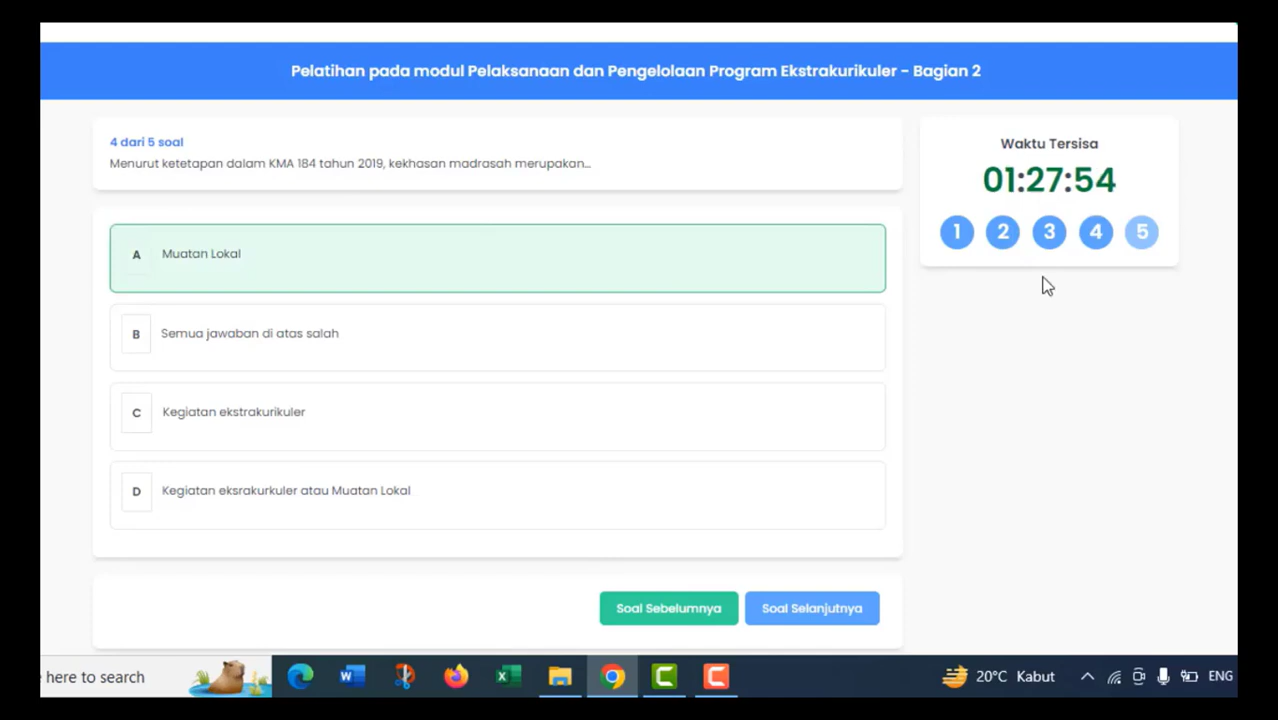 Pelatihan pada modul Pelaksanaan dan Pengelolaan Program Ekstrakurikuler - Bagian 2
4 dari 5 soal
Menurut ketetapan dalam KMA 184 tahun 2019, kekhasan madrasah merupakan...
Waktu Tersisa
01:27:54
1 2 3 4 5
A Muatan Lokal
B Semua jawaban di atas salah
C Kegiatan ekstrakurikuler
D Kegiatan eksrakurkuler atau Muatan Lokal
Soal Sebelumnya Soal Selanjutnya
here to search 20°C Kabut ENG